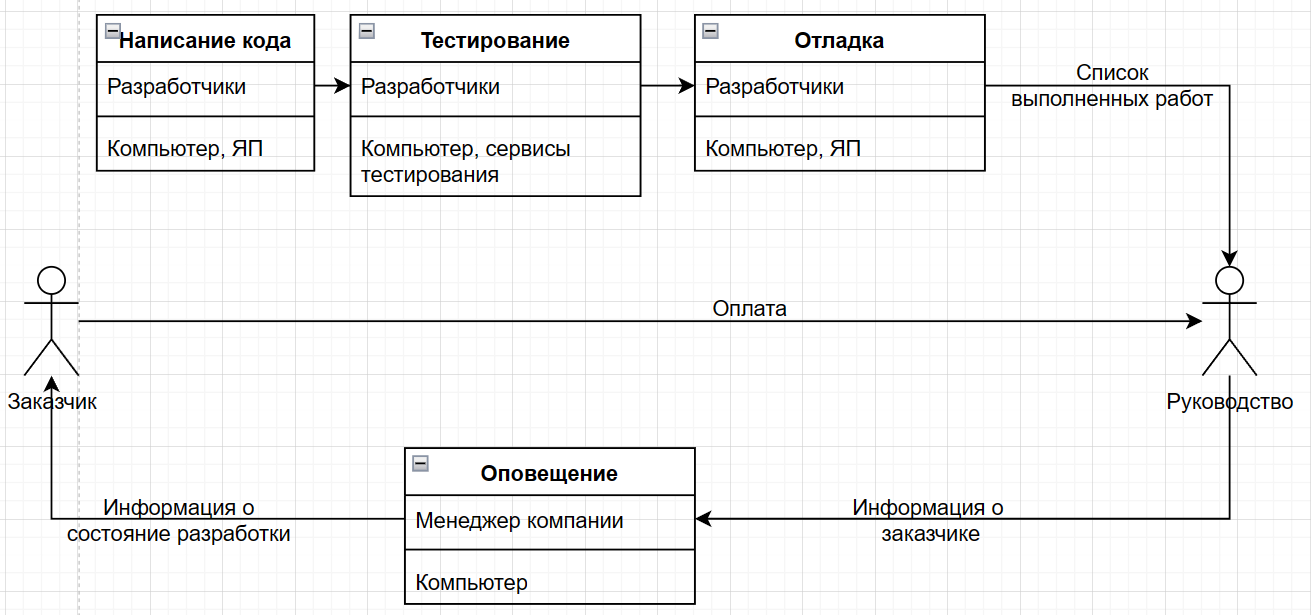 Написание кода
Разработчики
Компьютер, ЯП
Тестирование
Разработчики
Компьютер, сервисы
тестирования
Отладка
Разработчики
Компьютер, ЯП
Список
выполненных работ
Оплата
Заказчик
Руководство
Оповещение
Менеджер компании
Компьютер
Информация о
состояние разработки
Информация о
заказчике